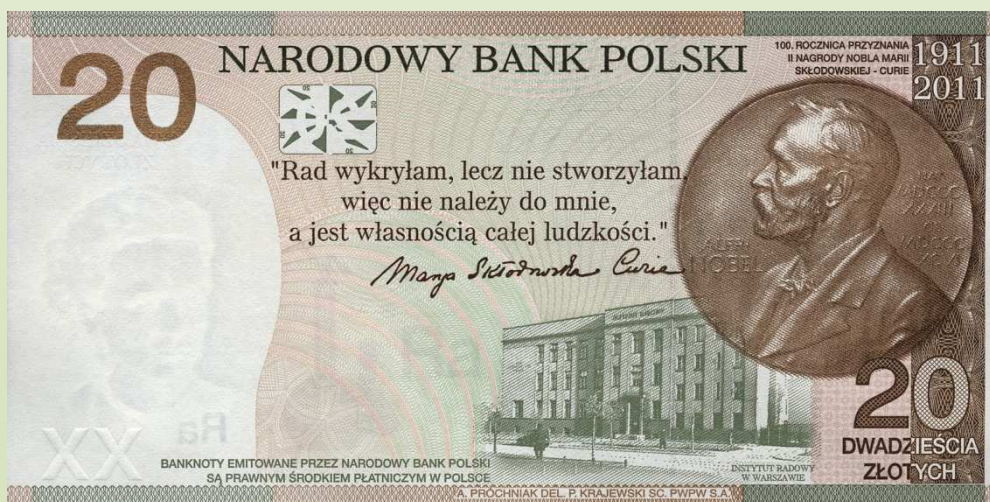 20
NARODOWY BANK POLSKI
100. ROCZNICA PRZYZNANIA
II NAGRODY NOBLA MARII
SKŁODOWSKIEJ - CURIE
1911
2011
"Rad wykryłam, lecz nie stworzyłam,
więc nie należy do mnie,
a jest własnością całej ludzkości."
Marya Skłodowska Curie
ALFR.
NOBEL
INSTYTUT RADOWY
W WARSZAWIE
20
DWADZIEŚCIA
ZŁOTYCH
Ra
XX
BANKNOTY EMITOWANE PRZEZ NARODOWY BANK POLSKI
SĄ PRAWNYM ŚRODKIEM PŁATNICZYM W POLSCE
A. PRÓCHNIAK DEL. P. KRAJEWSKI SC. PWPW S.A.